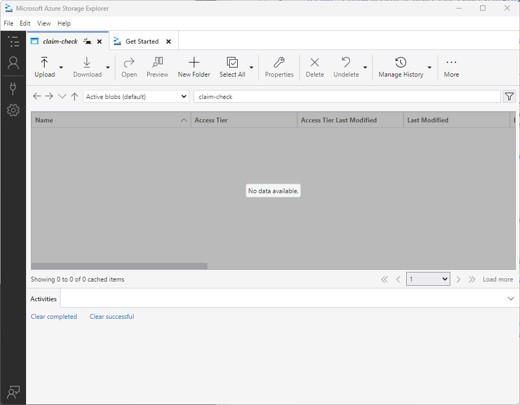 Microsoft Azure Storage Explorer
File Edit View Help
claim-check Get Started
Upload Download Open Preview New Folder Select All Properties Delete Undelete Manage History More
Active blobs (default) claim-check
Name Access Tier Access Tier Last Modified Last Modified
No data available.
Showing 0 to 0 of 0 cached items 1 Load more
Activities
Clear completed Clear successful